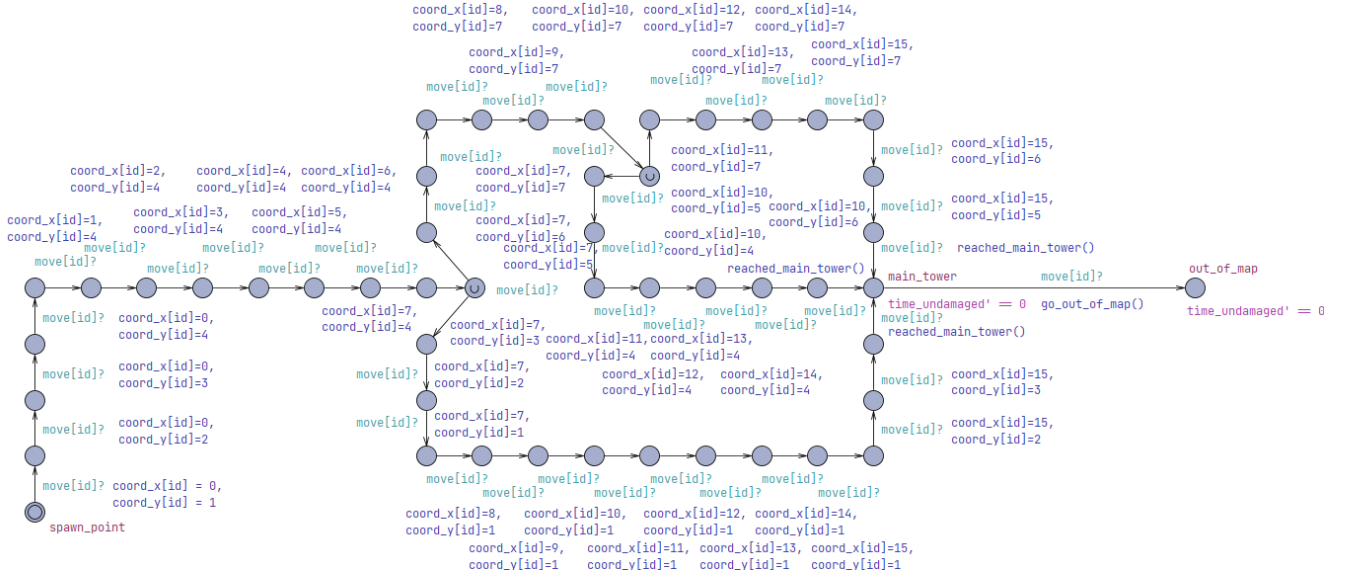 coord_x[id]=8, coord_x[id]=10, coord_x[id]=12, coord_x[id]=14,
coord_y[id]=7 coord_y[id]=7 coord_y[id]=7 coord_y[id]=7
coord_x[id]=9, coord_x[id]=13, coord_x[id]=15,
coord_y[id]=7 coord_y[id]=7 coord_y[id]=7
move[id]? move[id]? move[id]? move[id]?
move[id]? move[id]? move[id]?
move[id]? move[id]? coord_x[id]=11, move[id]? coord_x[id]=15,
coord_y[id]=7 coord_y[id]=6
coord_x[id]=2, coord_x[id]=4, coord_x[id]=6, coord_x[id]=7,
coord_y[id]=4 coord_y[id]=4 coord_y[id]=4 coord_y[id]=7
move[id]? move[id]? coord_x[id]=10, coord_x[id]=10, move[id]? coord_x[id]=15,
coord_y[id]=5 coord_y[id]=6 coord_y[id]=5
coord_x[id]=1, coord_x[id]=3, coord_x[id]=5, coord_x[id]=7,
coord_y[id]=4 coord_y[id]=4 coord_y[id]=4 coord_y[id]=6
move[id]? move[id]? move[id]? coord_x[id]=7, move[id]? coord_x[id]=10, move[id]? reached_main_tower()
coord_y[id]=5 coord_y[id]=4
move[id]? move[id]? move[id]? move[id]? reached_main_tower() main_tower move[id]? out_of_map
move[id]?
time_undamaged' == 0 go_out_of_map() time_undamaged' == 0
move[id]? coord_x[id]=0, coord_x[id]=7, move[id]? move[id]? move[id]? move[id]? move[id]?
coord_y[id]=4 coord_y[id]=4
coord_x[id]=7, reached_main_tower()
coord_y[id]=3 coord_x[id]=11, coord_x[id]=13,
coord_y[id]=4 coord_y[id]=4
move[id]? coord_x[id]=0, move[id]? coord_x[id]=7, coord_x[id]=12, coord_x[id]=14, move[id]? coord_x[id]=15,
coord_y[id]=3 coord_y[id]=2 coord_y[id]=4 coord_y[id]=4 coord_y[id]=3
move[id]? coord_x[id]=0, move[id]? coord_x[id]=7, move[id]? coord_x[id]=15,
coord_y[id]=2 coord_y[id]=1 coord_y[id]=2
move[id]? coord_x[id] = 0, move[id]? move[id]? move[id]? move[id]?
coord_y[id] = 1 move[id]? move[id]? move[id]? move[id]?
spawn_point
coord_x[id]=8, coord_x[id]=10, coord_x[id]=12, coord_x[id]=14,
coord_y[id]=1 coord_y[id]=1 coord_y[id]=1 coord_y[id]=1
coord_x[id]=9, coord_x[id]=11, coord_x[id]=13, coord_x[id]=15,
coord_y[id]=1 coord_y[id]=1 coord_y[id]=1 coord_y[id]=1